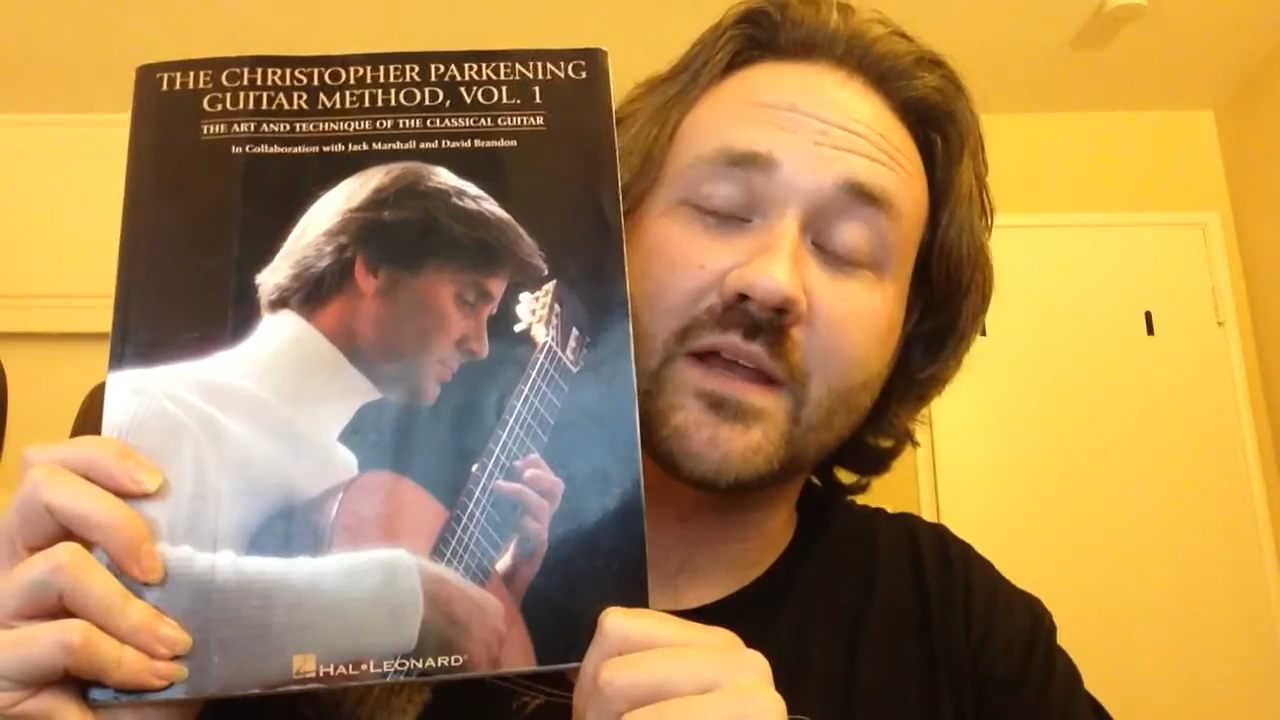 THE CHRISTOPHER PARKENING
GUITAR METHOD, VOL. 1
THE ART AND TECHNIQUE OF THE CLASSICAL GUITAR
In Collaboration with Jack Marshall and David Brandon
HAL•LEONARD®